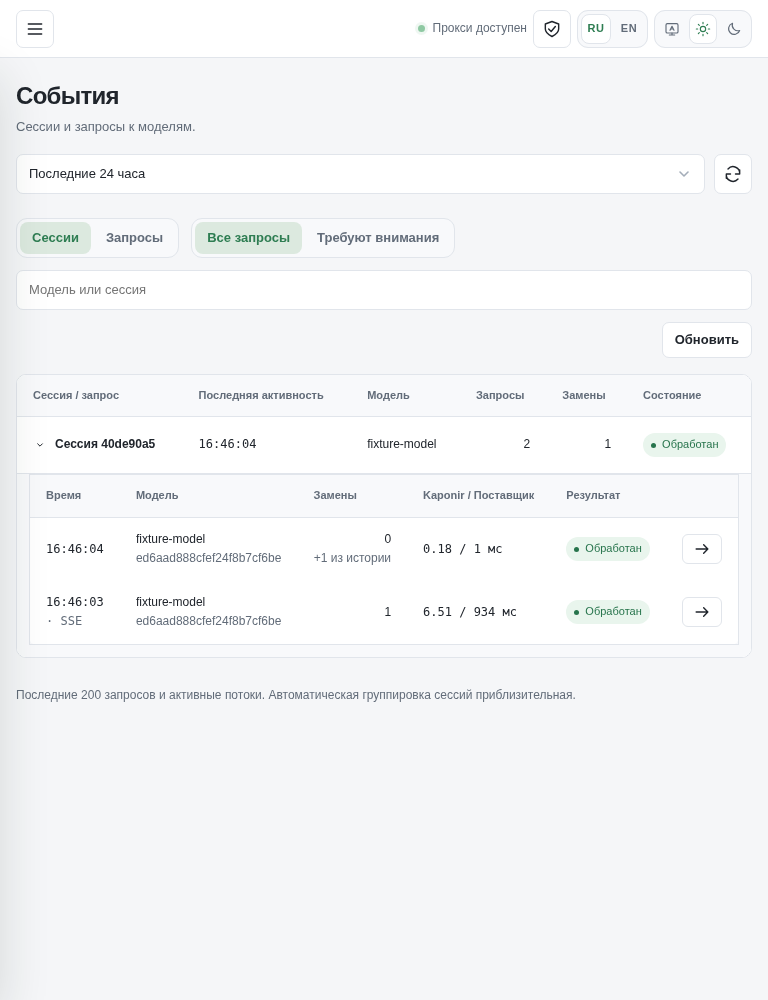 Прокси доступен RU EN
События
Сессии и запросы к моделям.
Последние 24 часа
Сессии Запросы Все запросы Требуют внимания
Модель или сессия
Обновить
Сессия / запрос Последняя активность Модель Запросы Замены Состояние
Сессия 40de90a5 16:46:04 fixture-model 2 1 Обработан
Время Модель Замены Kaponir / Поставщик Результат
16:46:04 fixture-model 0 0.18 / 1 мс Обработан
ed6aad888cfef24f8b7cf6be +1 из истории
16:46:03 fixture-model 1 6.51 / 934 мс Обработан
· SSE ed6aad888cfef24f8b7cf6be
Последние 200 запросов и активные потоки. Автоматическая группировка сессий приблизительная.